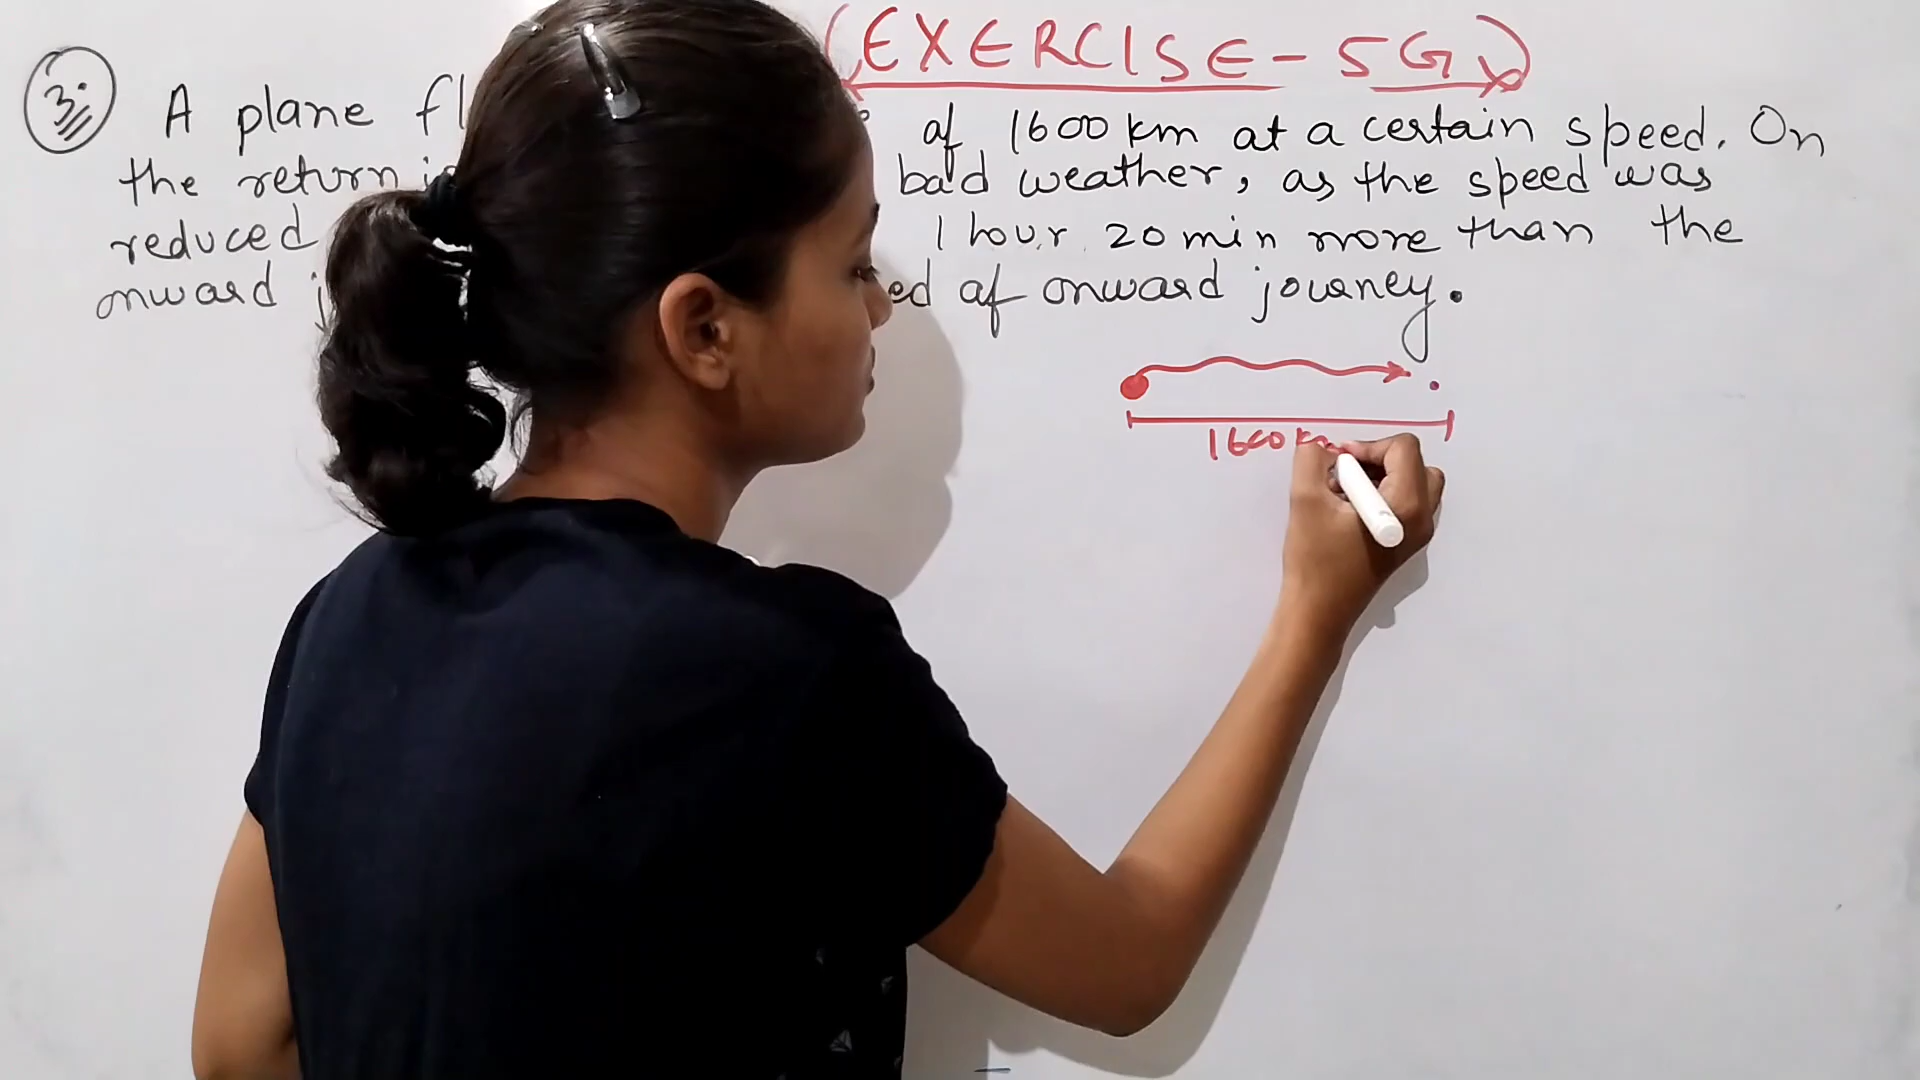 (EXERCISE - 5G)
3. A plane fl of 1600 km at a certain speed. On
the return bad weather, as the speed was
reduced 1 hour 20 min more than the
onward j ed of onward journey.
1600 km